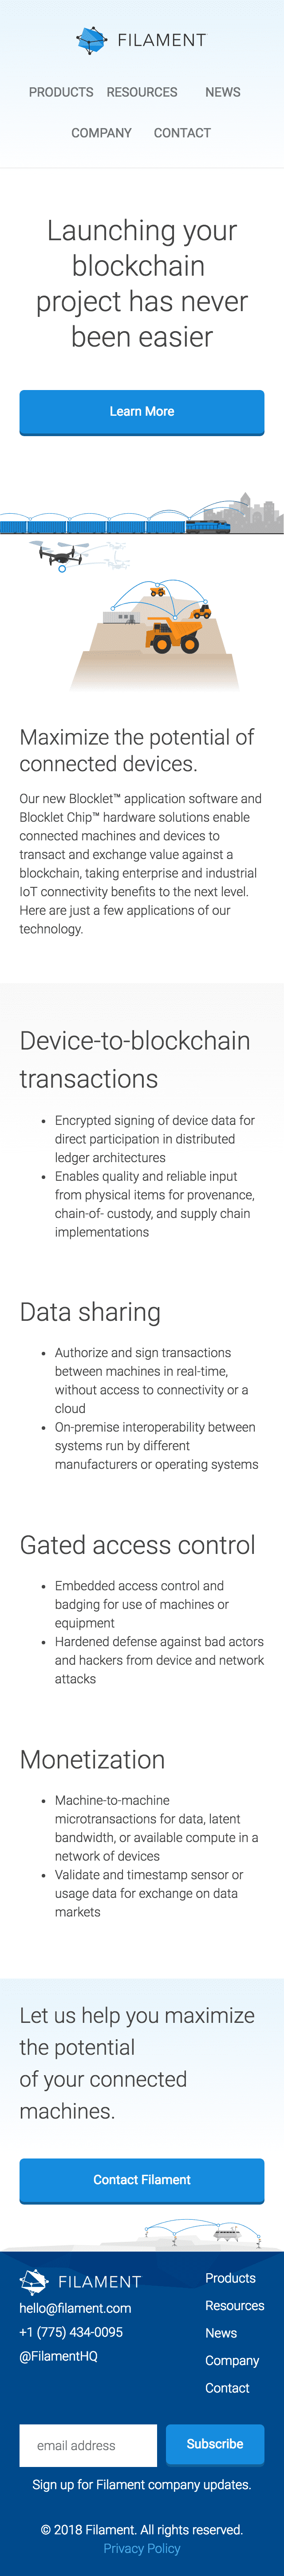 FILAMENT
PRODUCTS RESOURCES NEWS
COMPANY CONTACT
Launching your
blockchain
project has never
been easier
Learn More
Maximize the potential of
connected devices.
Our new Blocklet™ application software and
Blocklet Chip™ hardware solutions enable
connected machines and devices to
transact and exchange value against a
blockchain, taking enterprise and industrial
IoT connectivity benefits to the next level.
Here are just a few applications of our
technology.
Device-to-blockchain
transactions
• Encrypted signing of device data for
direct participation in distributed
ledger architectures
• Enables quality and reliable input
from physical items for provenance,
chain-of- custody, and supply chain
implementations
Data sharing
• Authorize and sign transactions
between machines in real-time,
without access to connectivity or a
cloud
• On-premise interoperability between
systems run by different
manufacturers or operating systems
Gated access control
• Embedded access control and
badging for use of machines or
equipment
• Hardened defense against bad actors
and hackers from device and network
attacks
Monetization
• Machine-to-machine
microtransactions for data, latent
bandwidth, or available compute in a
network of devices
• Validate and timestamp sensor or
usage data for exchange on data
markets
Let us help you maximize
the potential
of your connected
machines.
Contact Filament
FILAMENT
hello@filament.com
+1 (775) 434-0095
@FilamentHQ
Products
Resources
News
Company
Contact
email address
Subscribe
Sign up for Filament company updates.
© 2018 Filament. All rights reserved.
Privacy Policy